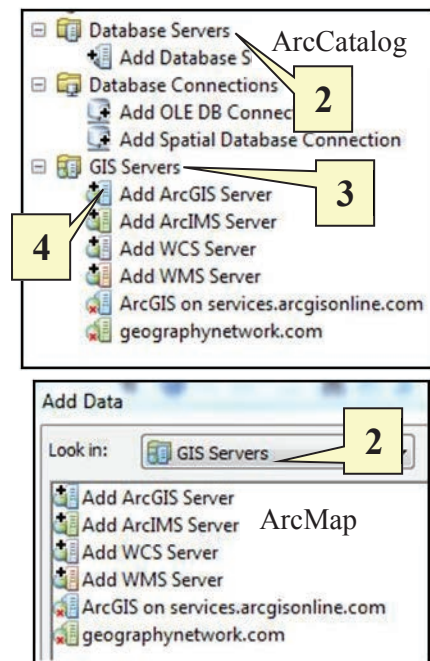 Database Servers
ArcCatalog
Add Database S
2
Database Connections
Add OLE DB Connec
Add Spatial Database Connection
GIS Servers
3
Add ArcGIS Server
4
Add ArcIMS Server
Add WCS Server
Add WMS Server
ArcGIS on services.arcgisonline.com
geographynetwork.com
Add Data
Look in:
GIS Servers
2
Add ArcGIS Server
Add ArcIMS Server
ArcMap
Add WCS Server
Add WMS Server
ArcGIS on services.arcgisonline.com
geographynetwork.com